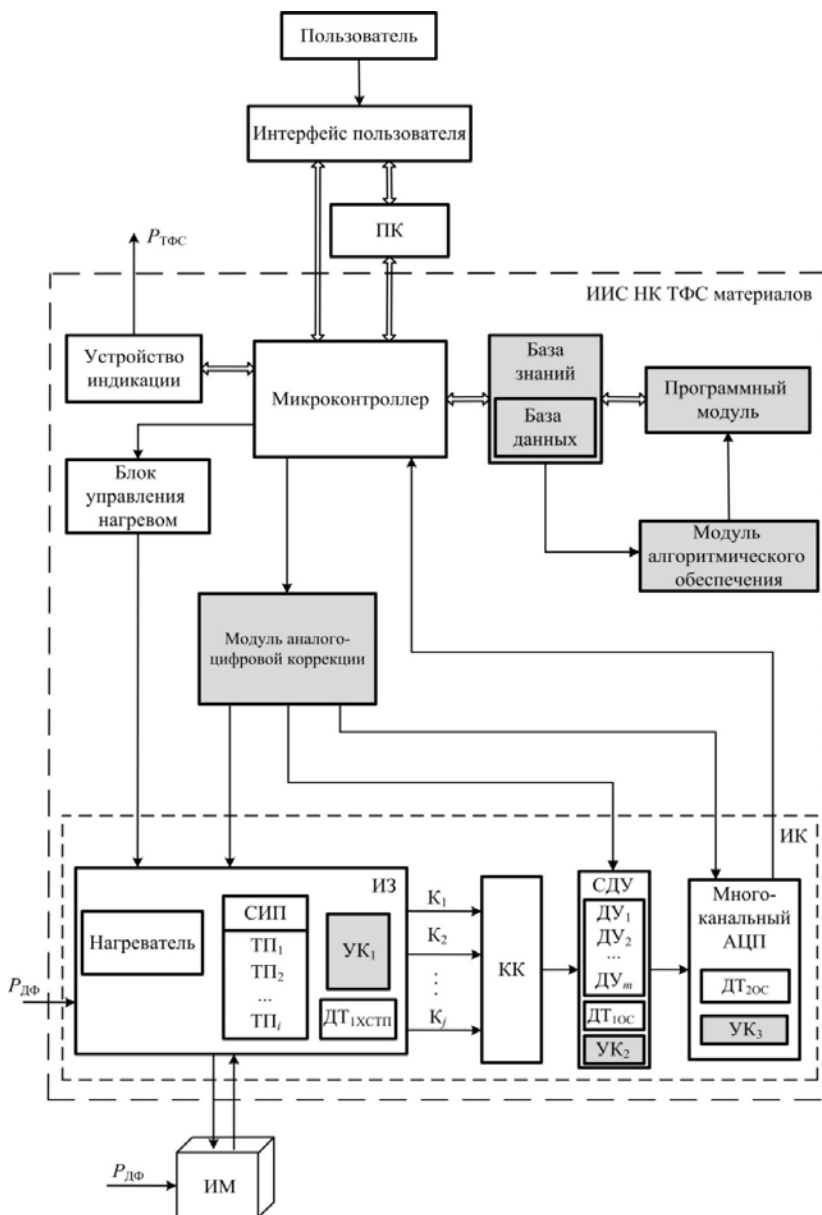 Пользователь
Интерфейс пользователя
ПК
P ТФС
ИИС НК ТФС материалов
Устройство
индикации
Микроконтроллер
База
знаний
База
данных
Программный
модуль
Блок
управления
нагревом
Модуль
алгоритмического
обеспечения
Модуль аналого-
цифровой коррекции
ИК
ИЗ
Нагреватель
СИП
ТП1
ТП2
...
ТПi
УК1
ДТ1ХСТП
К1
К2
⋮
Кj
КК
СДУ
ДУ1
ДУ2
...
ДУm
ДТ1ОС
УК2
Много-
канальный
АЦП
ДТ2ОС
УК3
PДФ
PДФ
ИМ